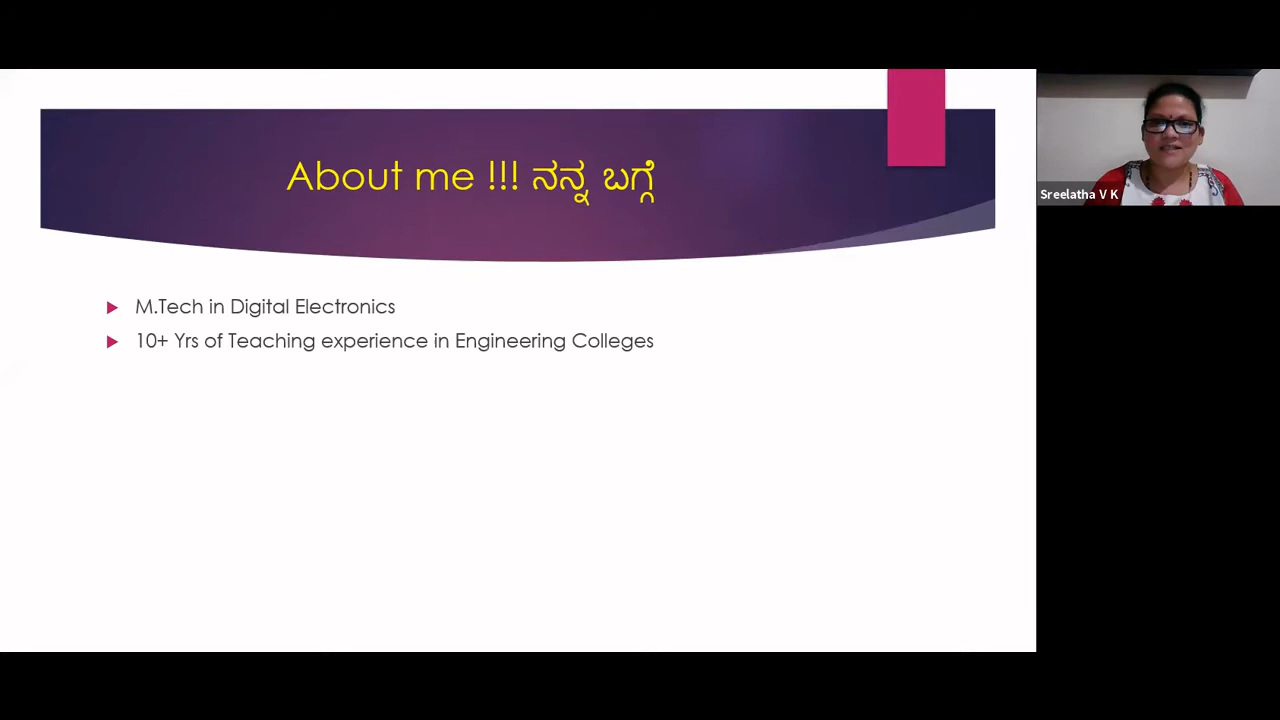 About me !!! ನನ್ನ ಬಗ್ಗೆ
M.Tech in Digital Electronics
10+ Yrs of Teaching experience in Engineering Colleges
Sreelatha V K